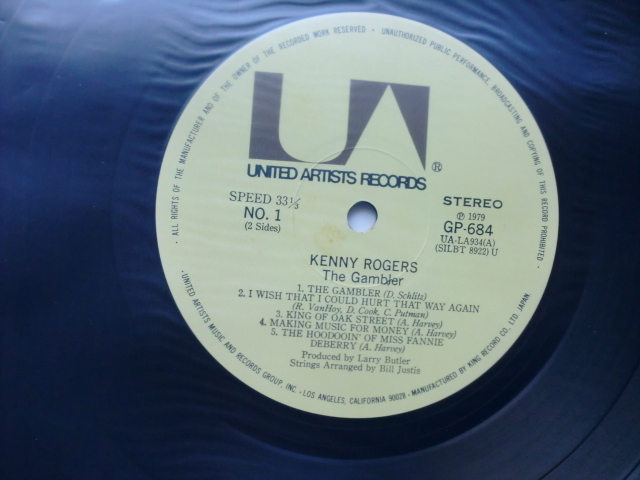 · ALL RIGHTS OF THE MANUFACTURER AND OF THE OWNER OF THE RECORDED WORK RESERVED · UNAUTHORIZED PUBLIC PERFORMANCE, BROADCASTING AND COPYING OF THIS RECORD PROHIBITED ·
UA
®
UNITED ARTISTS RECORDS
SPEED 33⅓
NO. 1
(2 Sides)
STEREO
Ⓟ 1979
GP-684
UA-LA934(A)
(SILBT 8922) U
KENNY ROGERS
The Gambler
1. THE GAMBLER (D. Schlitz)
2. I WISH THAT I COULD HURT THAT WAY AGAIN
(R. VanHoy, D. Cook, C. Putman)
3. KING OF OAK STREET (A. Harvey)
4. MAKING MUSIC FOR MONEY (A. Harvey)
5. THE HOODOOIN' OF MISS FANNIE
DEBERRY (A. Harvey)
Produced by Larry Butler
Strings Arranged by Bill Justis
· UNITED ARTISTS MUSIC AND RECORDS GROUP, INC. · LOS ANGELES, CALIFORNIA 90028 · MANUFACTURED BY KING RECORD CO. LTD. JAPAN.